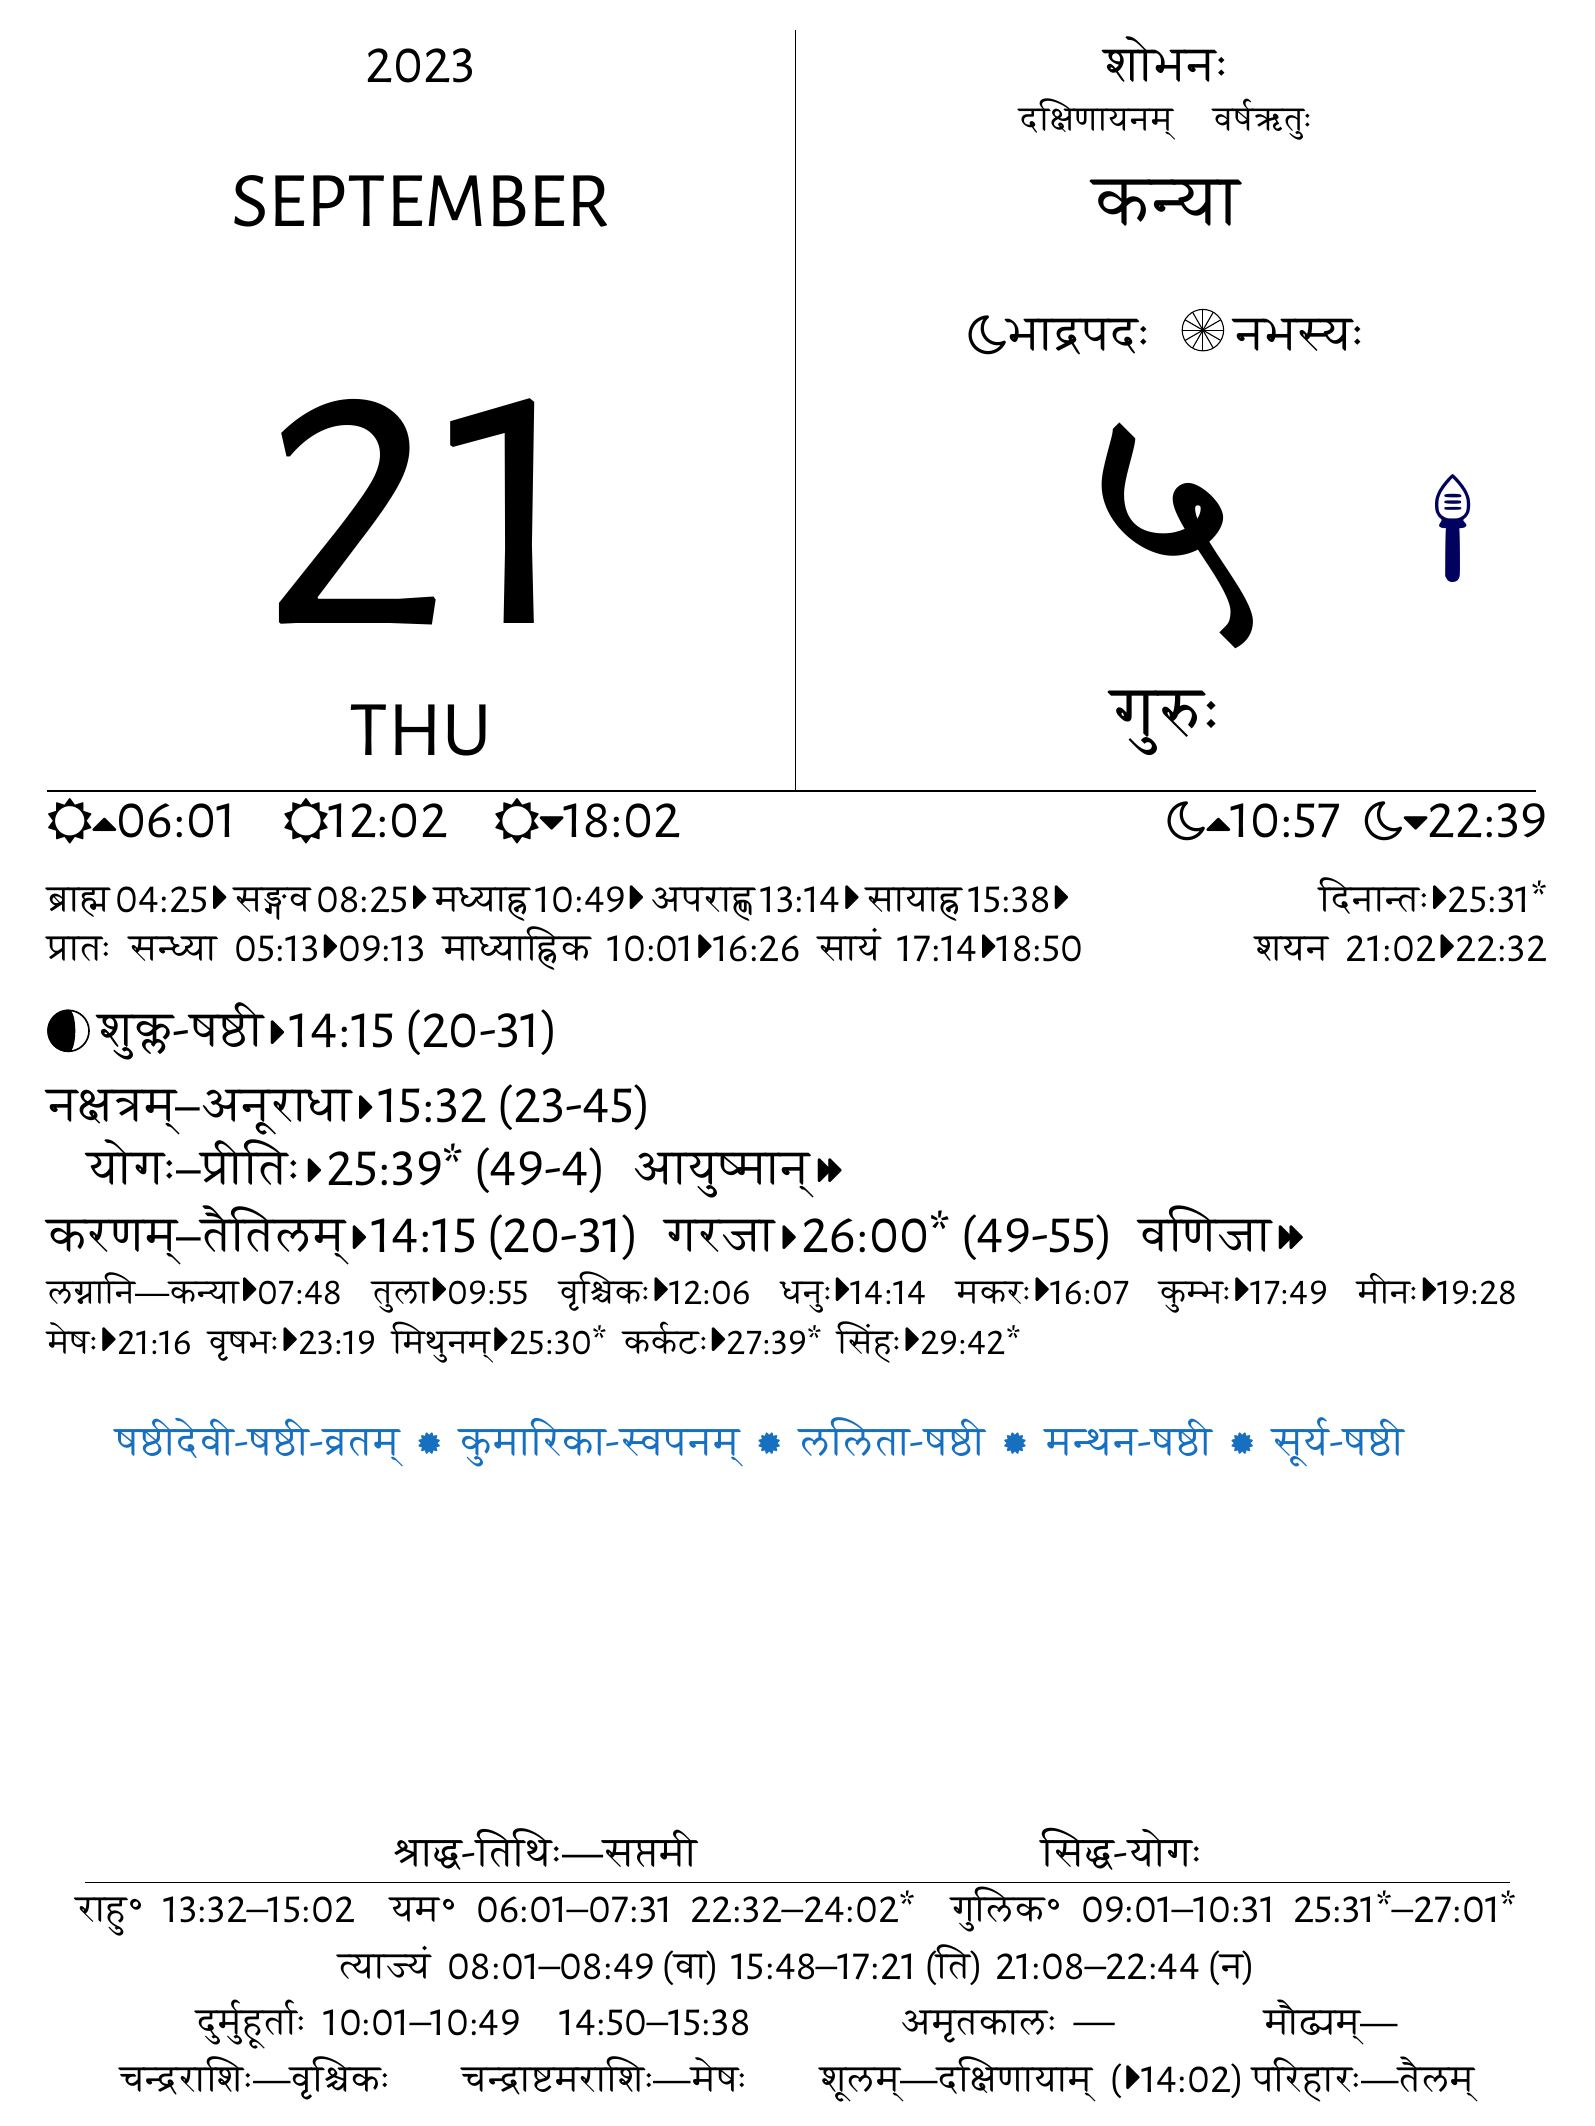 2023
SEPTEMBER
21
THU
शोभनः
दक्षिणायनम् वर्षऋतुः
कन्या
भाद्रपदः नभस्यः
५
गुरुः
06:01 12:02 18:02 10:57 22:39
ब्राह्म 04:25 सङ्गव 08:25 मध्याह्न 10:49 अपराह्ण 13:14 सायाह्न 15:38 दिनान्तः 25:31*
प्रातः सन्ध्या 05:13 09:13 माध्याह्निक 10:01 16:26 सायं 17:14 18:50 शयन 21:02 22:32
शुक्ल-षष्ठी 14:15 (20-31)
नक्षत्रम्–अनूराधा 15:32 (23-45)
योगः–प्रीतिः 25:39* (49-4) आयुष्मान्
करणम्–तैतिलम् 14:15 (20-31) गरजा 26:00* (49-55) वणिजा
लग्नानि—कन्या 07:48 तुला 09:55 वृश्चिकः 12:06 धनुः 14:14 मकरः 16:07 कुम्भः 17:49 मीनः 19:28
मेषः 21:16 वृषभः 23:19 मिथुनम् 25:30* कर्कटः 27:39* सिंहः 29:42*
षष्ठीदेवी-षष्ठी-व्रतम् ✹ कुमारिका-स्वपनम् ✹ ललिता-षष्ठी ✹ मन्थन-षष्ठी ✹ सूर्य-षष्ठी
श्राद्ध-तिथिः—सप्तमी सिद्ध-योगः
राहु॰ 13:32–15:02 यम॰ 06:01–07:31 22:32–24:02* गुलिक॰ 09:01–10:31 25:31*–27:01*
त्याज्यं 08:01–08:49 (वा) 15:48–17:21 (ति) 21:08–22:44 (न)
दुर्मुहूर्ताः 10:01–10:49 14:50–15:38 अमृतकालः — मौढ्यम्—
चन्द्रराशिः—वृश्चिकः चन्द्राष्टमराशिः—मेषः शूलम्—दक्षिणायाम् (14:02) परिहारः—तैलम्